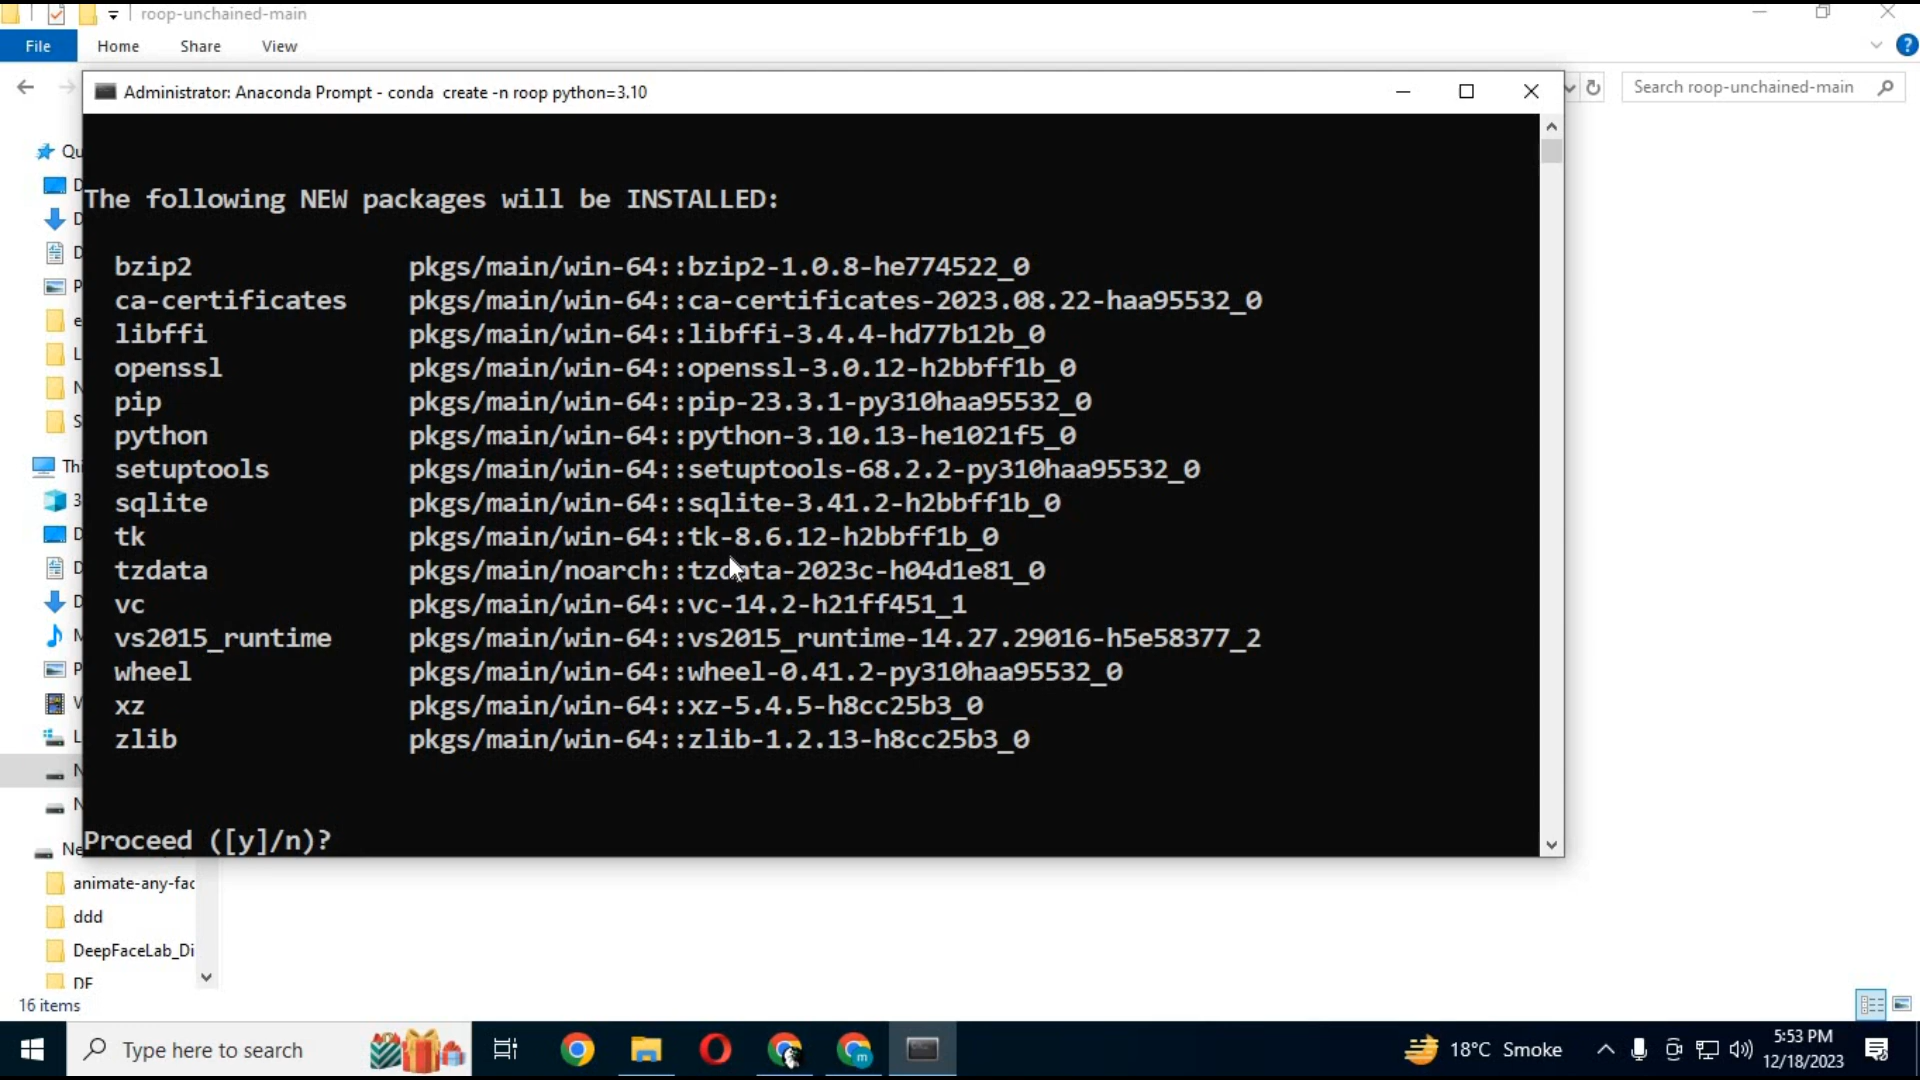 roop-unchained-main
File Home Share View
Search roop-unchained-main
Administrator: Anaconda Prompt - conda  create -n roop python=3.10
The following NEW packages will be INSTALLED:
bzip2 pkgs/main/win-64::bzip2-1.0.8-he774522_0
ca-certificates pkgs/main/win-64::ca-certificates-2023.08.22-haa95532_0
libffi pkgs/main/win-64::libffi-3.4.4-hd77b12b_0
openssl pkgs/main/win-64::openssl-3.0.12-h2bbff1b_0
pip pkgs/main/win-64::pip-23.3.1-py310haa95532_0
python pkgs/main/win-64::python-3.10.13-he1021f5_0
setuptools pkgs/main/win-64::setuptools-68.2.2-py310haa95532_0
sqlite pkgs/main/win-64::sqlite-3.41.2-h2bbff1b_0
tk pkgs/main/win-64::tk-8.6.12-h2bbff1b_0
tzdata pkgs/main/noarch::tzdata-2023c-h04d1e81_0
vc pkgs/main/win-64::vc-14.2-h21ff451_1
vs2015_runtime pkgs/main/win-64::vs2015_runtime-14.27.29016-h5e58377_2
wheel pkgs/main/win-64::wheel-0.41.2-py310haa95532_0
xz pkgs/main/win-64::xz-5.4.5-h8cc25b3_0
zlib pkgs/main/win-64::zlib-1.2.13-h8cc25b3_0
Proceed ([y]/n)?
animate-any-fac
ddd
DeepFaceLab_Di
DF
16 items
Type here to search
18°C Smoke
5:53 PM
12/18/2023